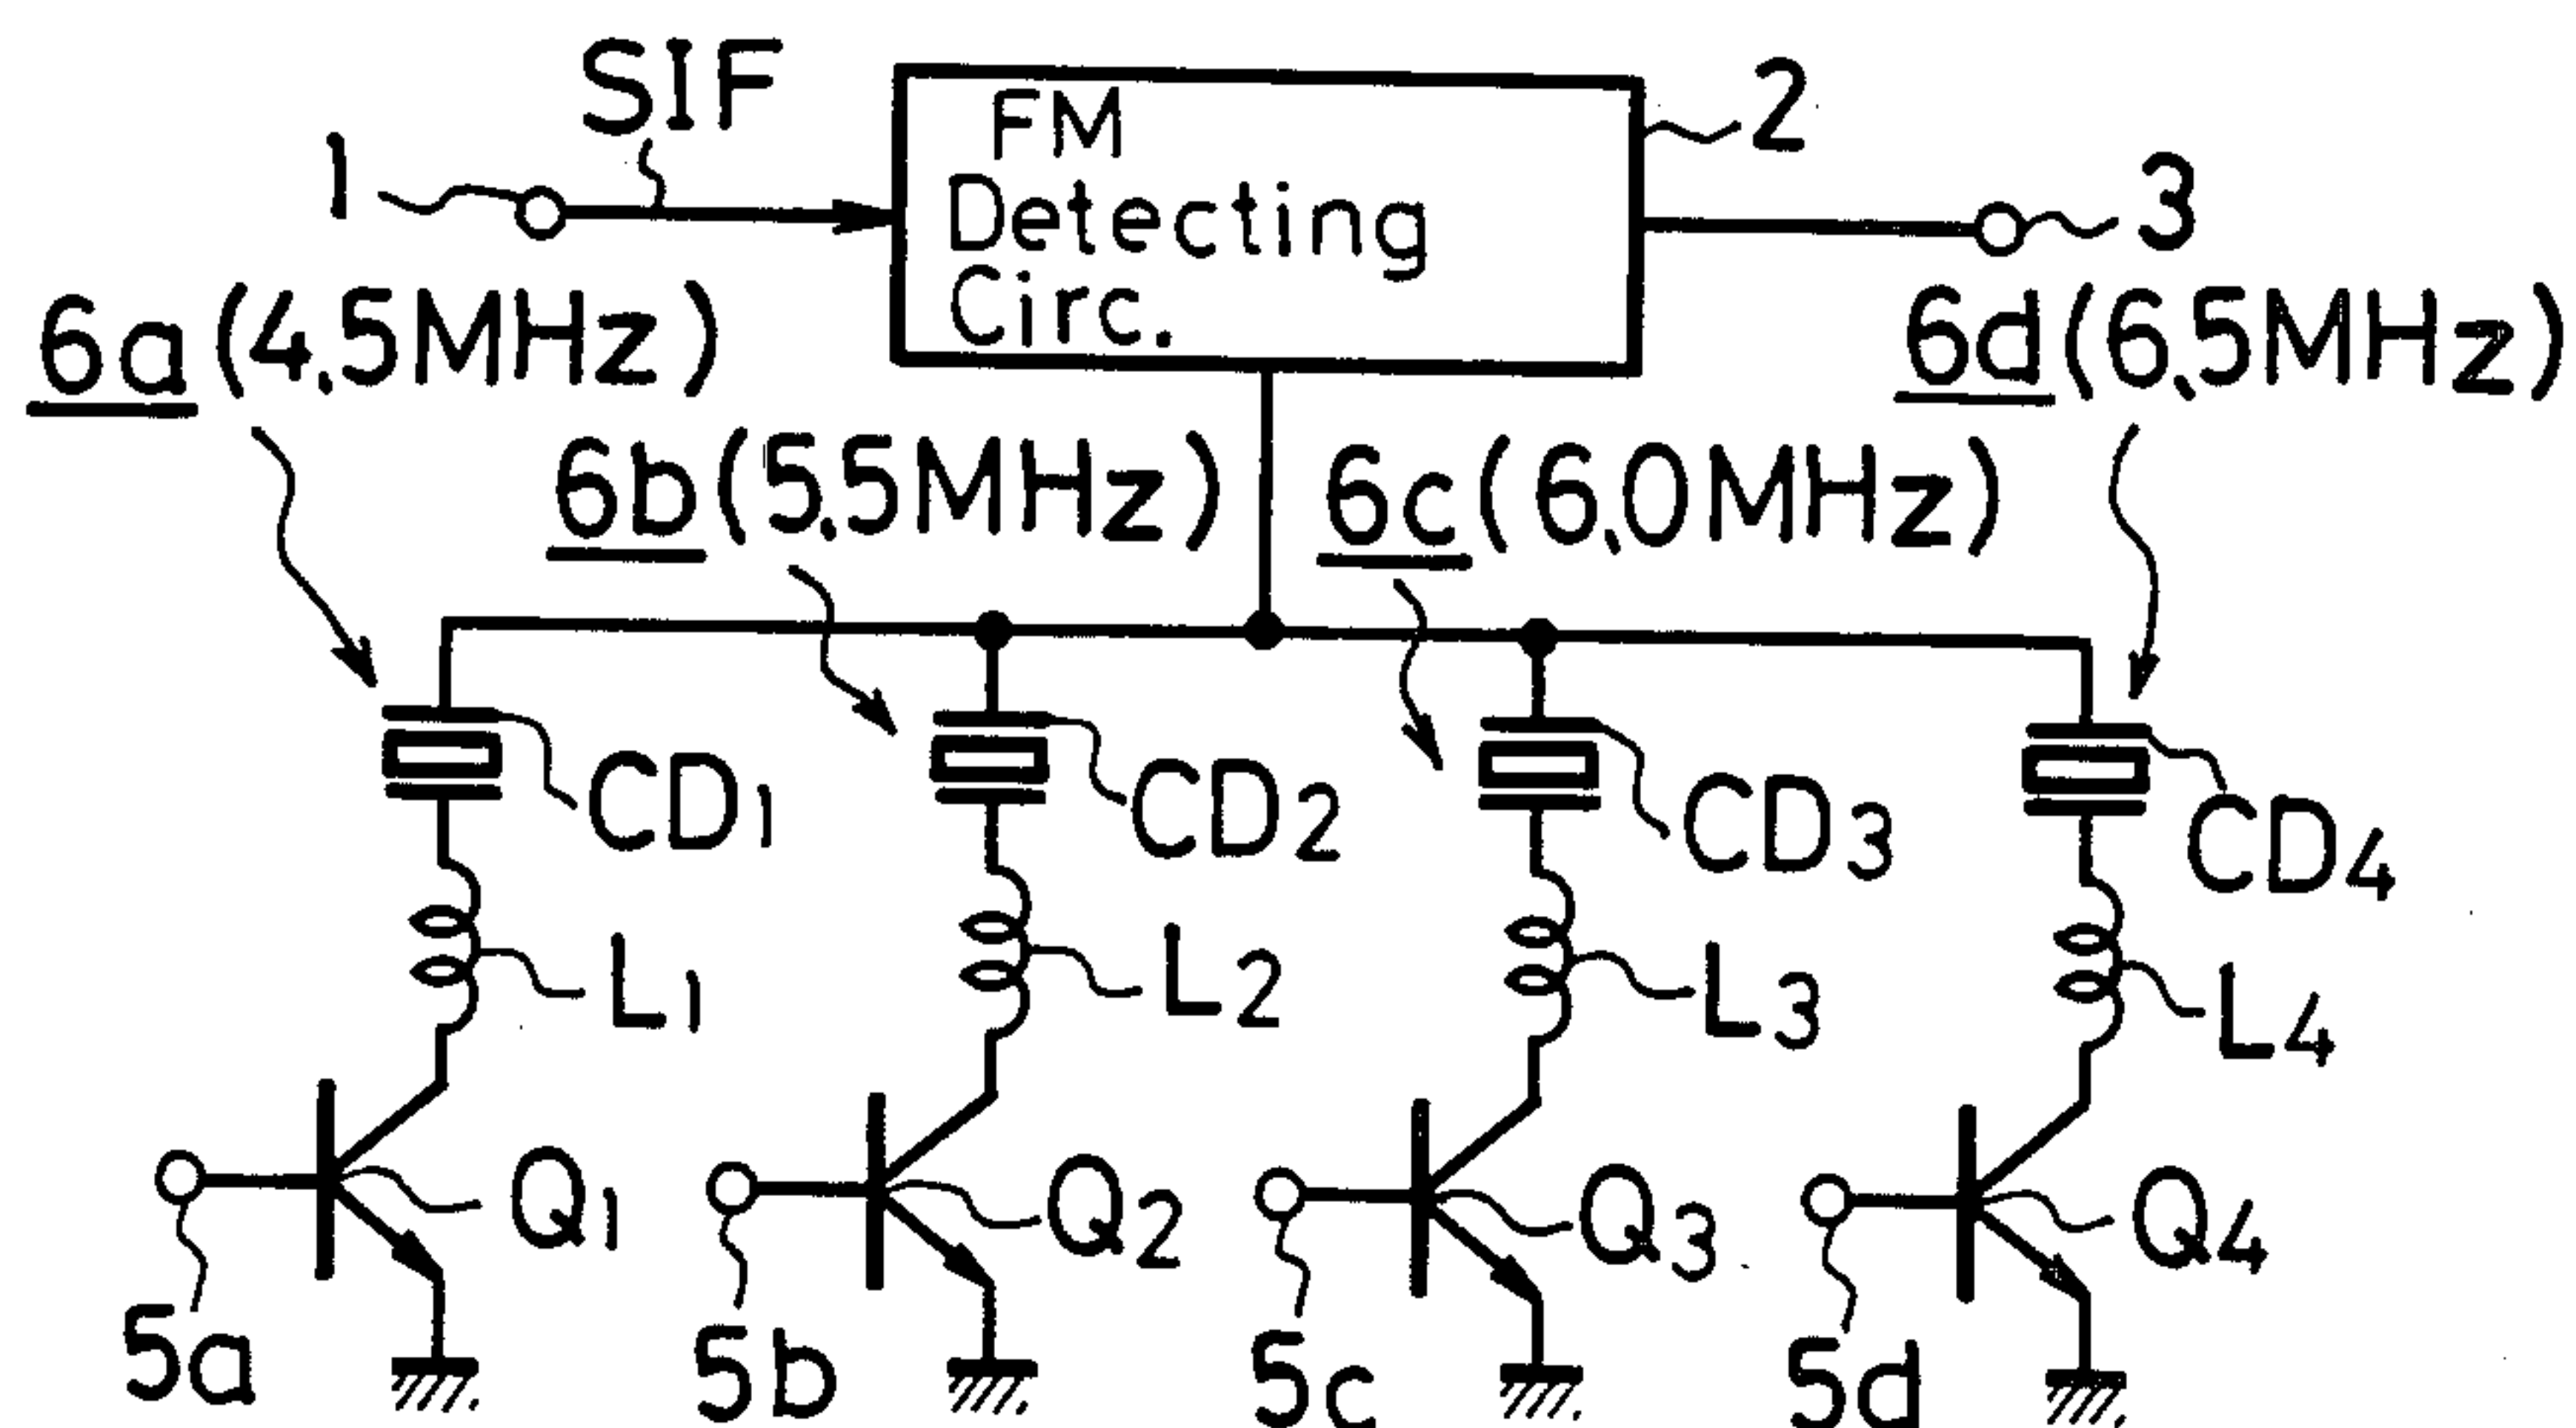 SIF
1
FM
Detecting
Circ.
2
3
6a (4.5MHz)
6d (6.5MHz)
6b (5.5MHz)
6c (6.0MHz)
CD1
CD2
CD3
CD4
L1
L2
L3
L4
Q1
Q2
Q3
Q4
5a
5b
5c
5d